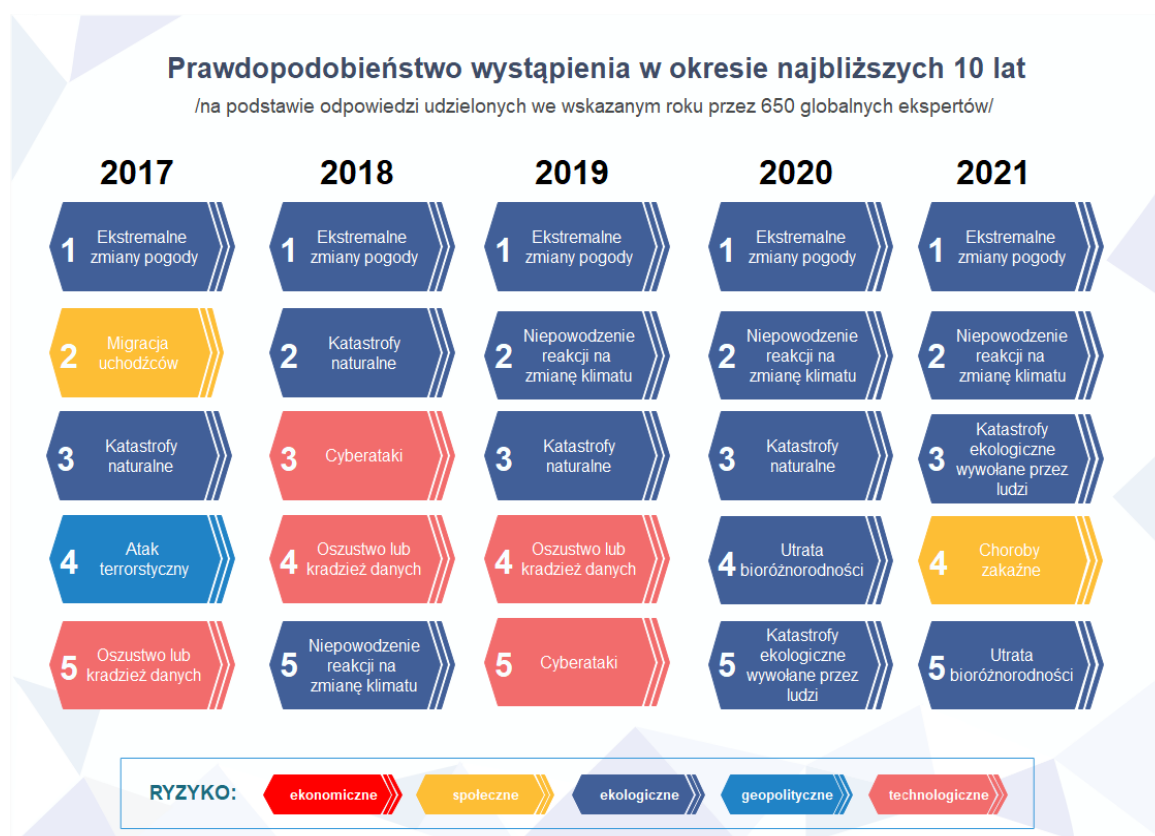 Prawdopodobieństwo wystąpienia w okresie najbliższych 10 lat
/na podstawie odpowiedzi udzielonych we wskazanym roku przez 650 globalnych ekspertów/
2017
1
Ekstremalne
zmiany pogody
2
Migracja
uchodźców
3
Katastrofy
naturalne
4
Atak
terrorstyczny
5
Oszustwo lub
kradzież danych
2018
1
Ekstremalne
zmiany pogody
2
Katastrofy
naturalne
3
Cyberataki
4
Oszustwo lub
kradzież danych
5
Niepowodzenie
reakcji na
zmianę klimatu
2019
1
Ekstremalne
zmiany pogody
2
Niepowodzenie
reakcji na
zmianę klimatu
3
Katastrofy
naturalne
4
Oszustwo lub
kradzież danych
5
Cyberataki
2020
1
Ekstremalne
zmiany pogody
2
Niepowodzenie
reakcji na
zmianę klimatu
3
Katastrofy
naturalne
4
Utrata
bioróżnorodności
5
Katastrofy
ekologiczne
wywołane przez
ludzi
2021
1
Ekstremalne
zmiany pogody
2
Niepowodzenie
reakcji na
zmianę klimatu
3
Katastrofy
ekologiczne
wywołane przez
ludzi
4
Choroby
zakaźne
5
Utrata
bioróżnorodności
RYZYKO:
ekonomiczne
społeczne
ekologiczne
geopolityczne
technologiczne